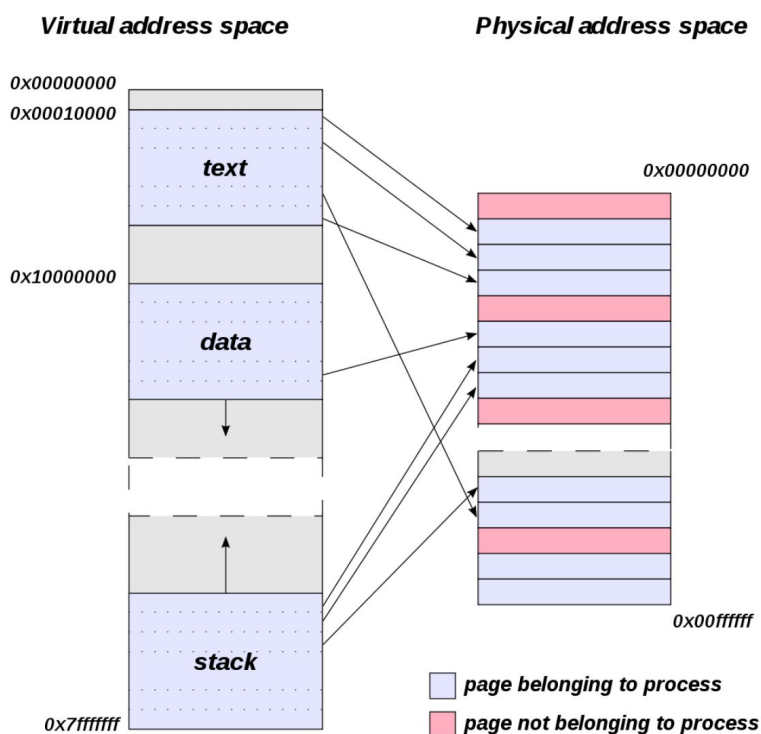 Virtual address space
Physical address space
0x00000000
0x00010000
text
0x00000000
0x10000000
data
stack
0x00ffffff
page belonging to process
0x7fffffff
page not belonging to process